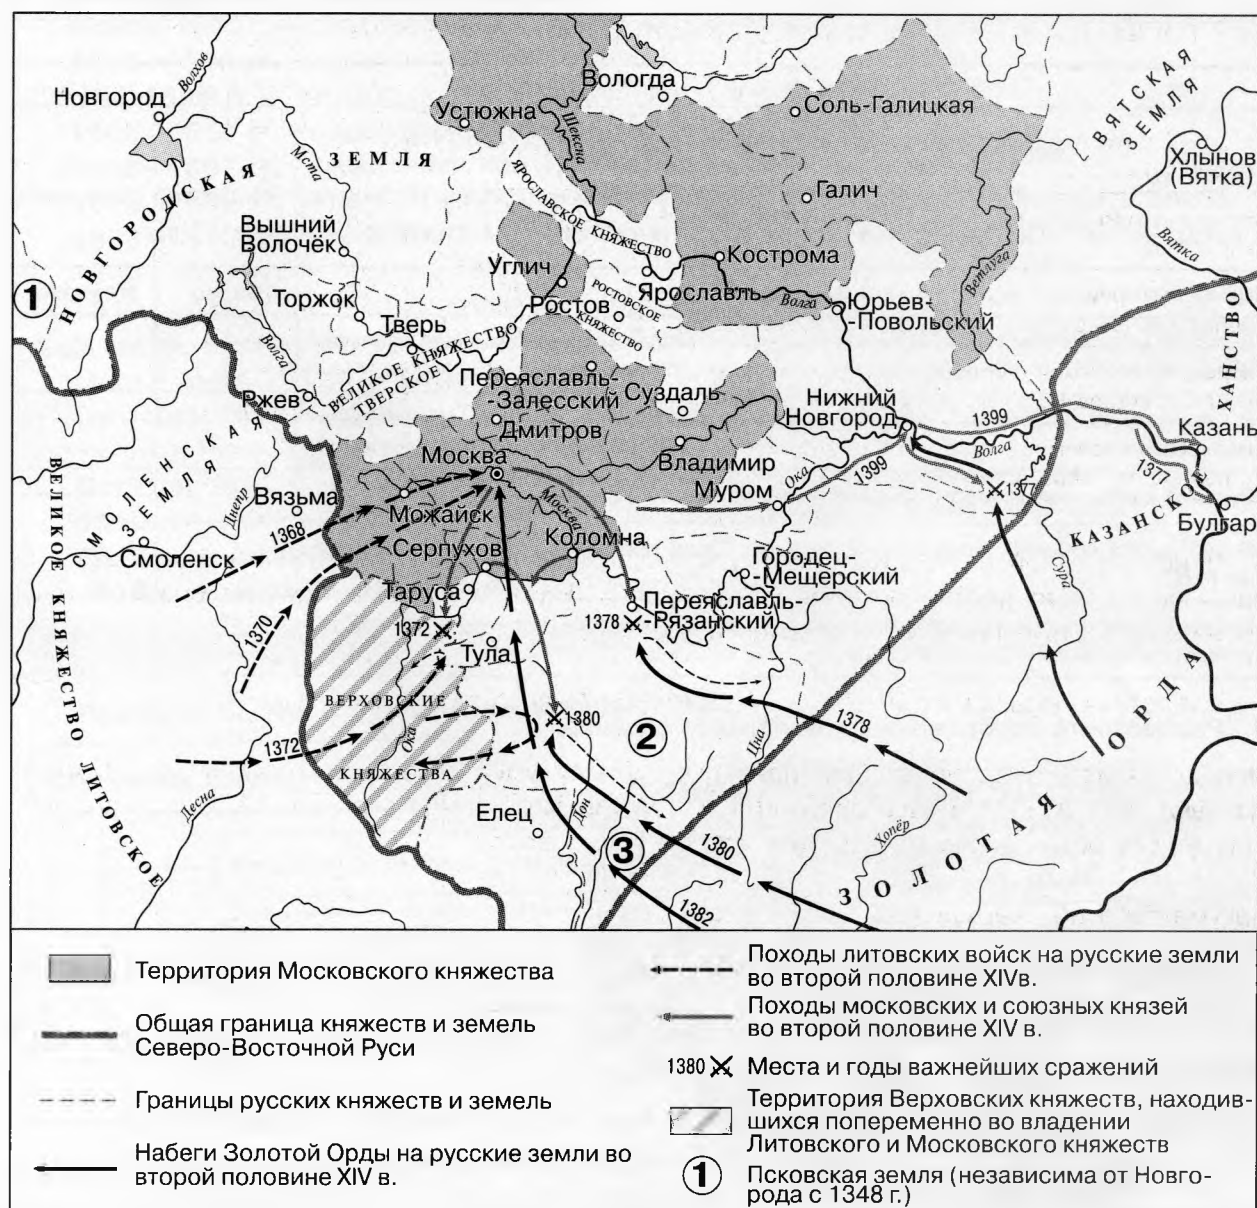 Новгород
Волхов
Вологда
Соль-Галицкая
ВЯТСКАЯ
ЗЕМЛЯ
Устюжна
Шексна
Хлынов
(Вятка)
Мста
НОВГОРОДСКАЯ
ЗЕМЛЯ
Галич
Вышний
Волочёк
ЯРОСЛАВСКОЕ КНЯЖЕСТВО
Кострома
Ветлуга
Вятка
1
Углич
Ярославль
Торжок
Ростов
РОСТОВСКОЕ
КНЯЖЕСТВО
Волга
Юрьев-
-Повольский
Тверь
Волга
ВЕЛИКОЕ КНЯЖЕСТВО
ТВЕРСКОЕ
Ржев
Переяславль-
-Залесский
Суздаль
Нижний
Новгород
1399
Волга
Казань
Дмитров
Москва
Владимир
Муром
Ока
1399
1377
1377
Булгар
КАЗАНСКОЕ
ХАНСТВО
СМОЛЕНСКАЯ
ЗЕМЛЯ
Днепр
Вязьма
Можайск
Москва
1368
Смоленск
Серпухов
Коломна
Городец-
-Мещерский
Сура
Таруса
Переяславль-
-Рязанский
1370
1372
1378
Тула
ВЕЛИКОЕ КНЯЖЕСТВО ЛИТОВСКОЕ
ВЕРХОВСКИЕ
КНЯЖЕСТВА
Ока
1372
1380
2
1378
Цна
Десна
Елец
Дон
3
1380
1382
Хопёр
ЗОЛОТАЯ ОРДА
Территория Московского княжества
Общая граница княжеств и земель
Северо-Восточной Руси
Границы русских княжеств и земель
Набеги Золотой Орды на русские земли во
второй половине XIV в.
Походы литовских войск на русские земли
во второй половине XIVв.
Походы московских и союзных князей
во второй половине XIV в.
1380 Места и годы важнейших сражений
Территория Верховских княжеств, находив-
шихся попеременно во владении
Литовского и Московского княжеств
1 Псковская земля (независима от Новго-
рода с 1348 г.)